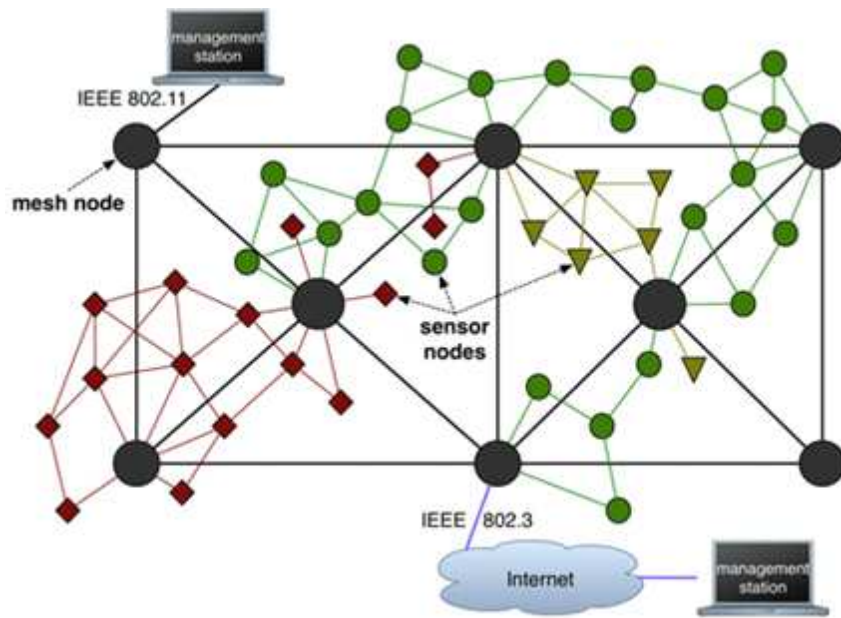 management
station
IEEE 802.11
mesh node
sensor
nodes
IEEE 802.3
Internet
management
station